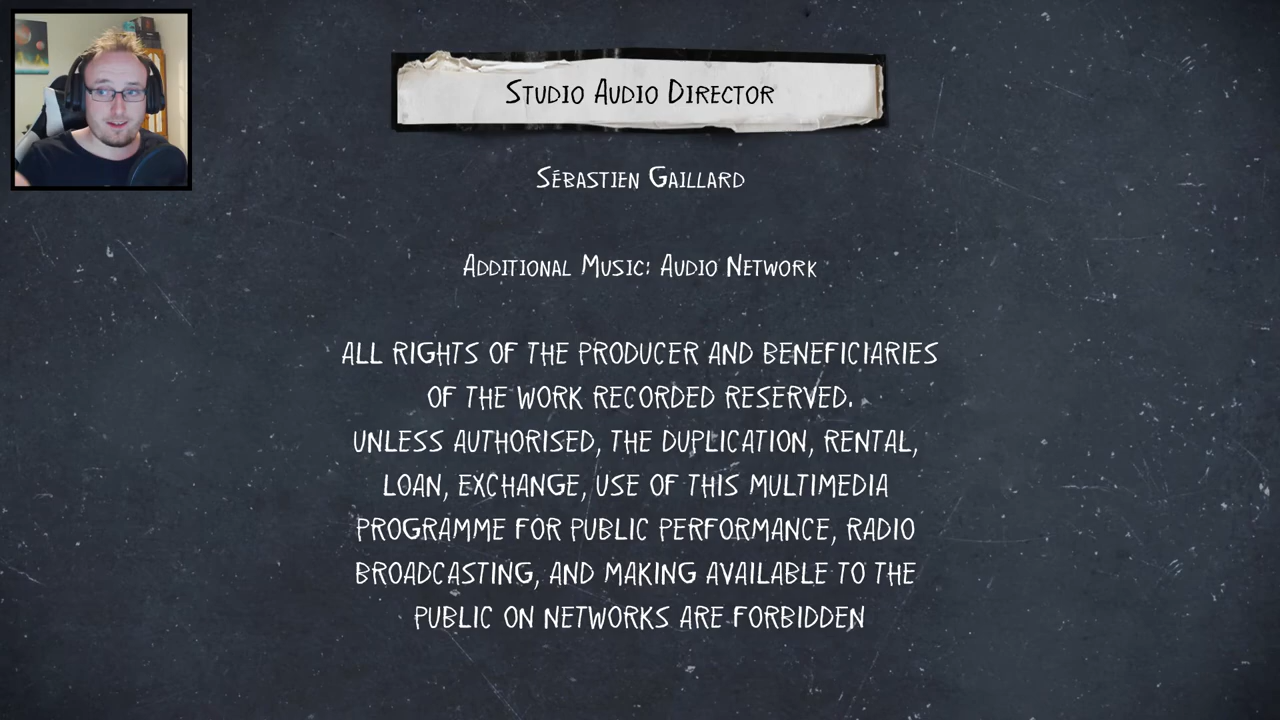 Studio Audio Director
Sébastien Gaillard
Additional Music: Audio Network
ALL RIGHTS OF THE PRODUCER AND BENEFICIARIES
OF THE WORK RECORDED RESERVED.
UNLESS AUTHORISED, THE DUPLICATION, RENTAL,
LOAN, EXCHANGE, USE OF THIS MULTIMEDIA
PROGRAMME FOR PUBLIC PERFORMANCE, RADIO
BROADCASTING, AND MAKING AVAILABLE TO THE
PUBLIC ON NETWORKS ARE FORBIDDEN